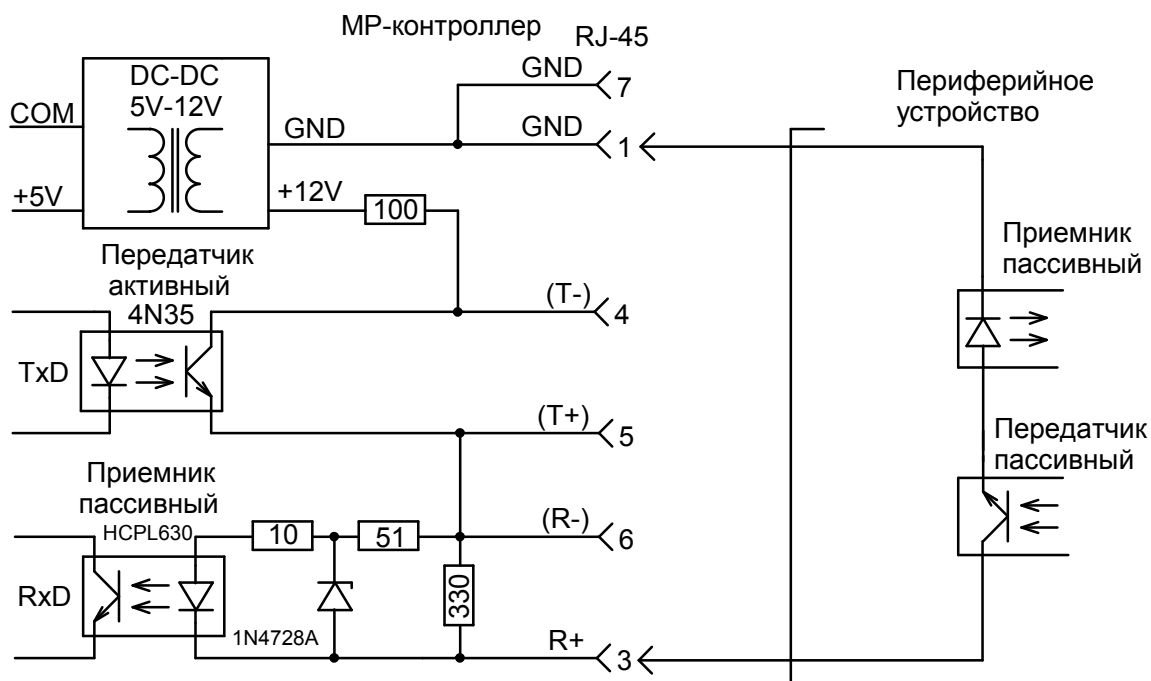 МР-контроллер
RJ-45
DC-DC
5V-12V
COM
+5V
GND
+12V
100
GND
7
GND
1
Периферийное
устройство
Передатчик
активный
4N35
TxD
(T-)
4
(T+)
5
Приемник
пассивный
Передатчик
пассивный
Приемник
пассивный
HCPL630
RxD
10
51
330
1N4728A
(R-)
6
R+
3